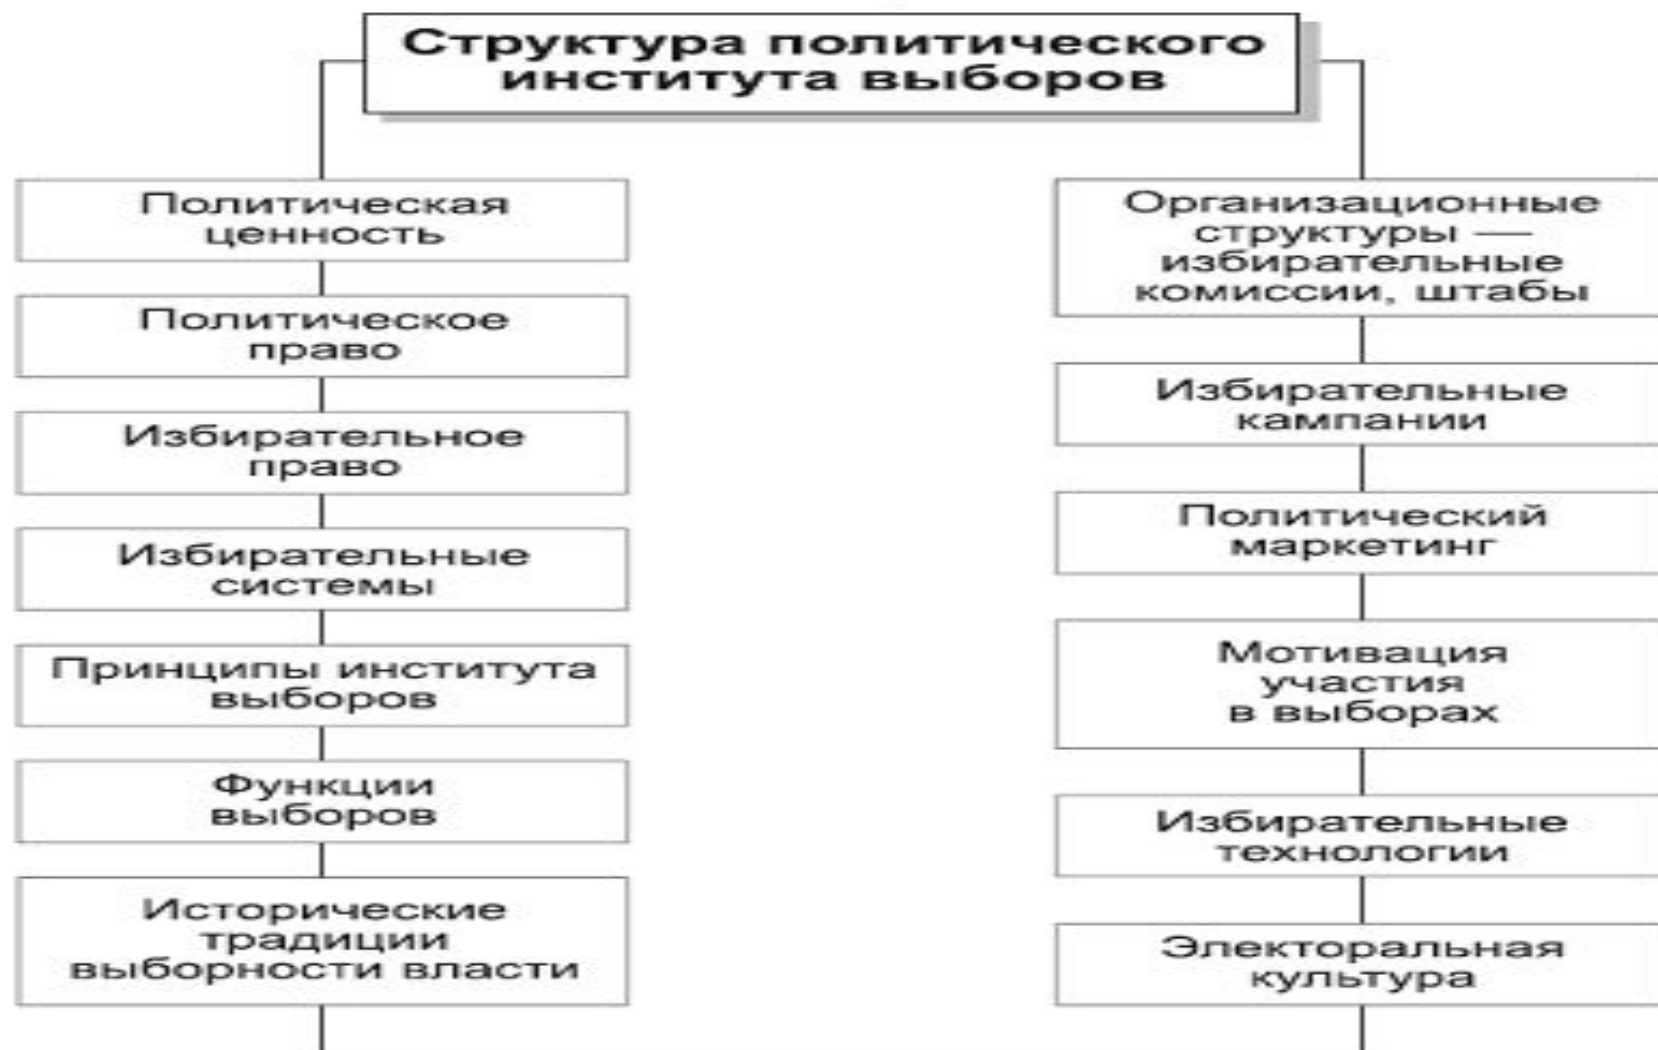 Структура политического
института выборов
Политическая
ценность
Политическое
право
Избирательное
право
Избирательные
системы
Принципы института
выборов
Функции
выборов
Исторические
традиции
выборности власти
Организационные
структуры —
избирательные
комиссии, штабы
Избирательные
кампании
Политический
маркетинг
Мотивация
участия
в выборах
Избирательные
технологии
Электоральная
культура